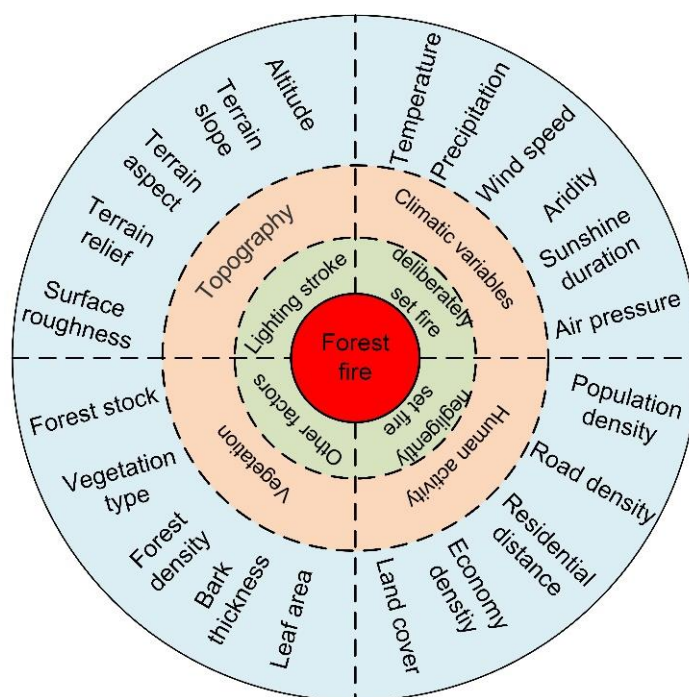 Altitude
Terrain
slope
Terrain
aspect
Terrain
relief
Surface
roughness
Temperature
Precipitation
Wind speed
Aridity
Sunshine
duration
Air pressure
Topography
Climatic variables
Lighting stroke
deliberately
set fire
Forest
fire
Other factors
negligently
set fire
Vegetation
Human activity
Forest stock
Vegetation
type
Forest
density
Bark
thickness
Leaf area
Population
density
Road density
Residential
distance
Economy
denstiy
Land cover